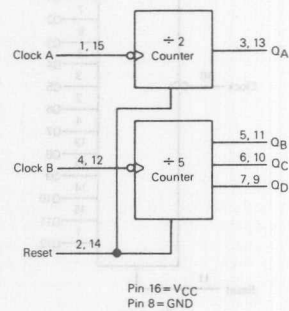 ÷ 2
Counter
Clock A
1, 15
3, 13
QA
÷ 5
Counter
Clock B
4, 12
5, 11
QB
6, 10
QC
7, 9
QD
Reset
2, 14
Pin 16 = VCC
Pin 8 = GND